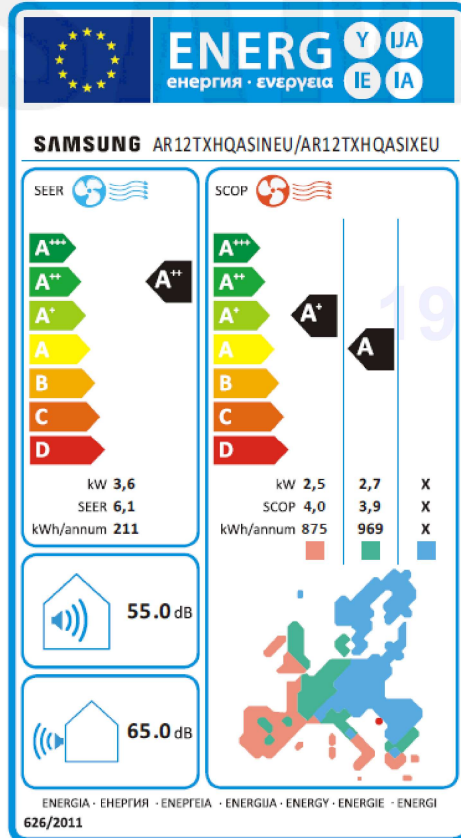 ENERG
енергия · ενεργεια
Y IJA
IE IA
SAMSUNG AR12TXHQASINEU/AR12TXHQASIXEU
SEER
A+++
A++
A+
A
B
C
D
A++
kW 3,6
SEER 6,1
kWh/annum 211
SCOP
A+++
A++
A+
A
B
C
D
A+
A
kW 2,5 2,7 X
SCOP 4,0 3,9 X
kWh/annum 875 969 X
19
55.0 dB
65.0 dB
ENERGIA · ЕНЕРГИЯ · ΕΝΕΡΓΕΙΑ · ENERGIJA · ENERGY · ENERGIE · ENERGI
626/2011